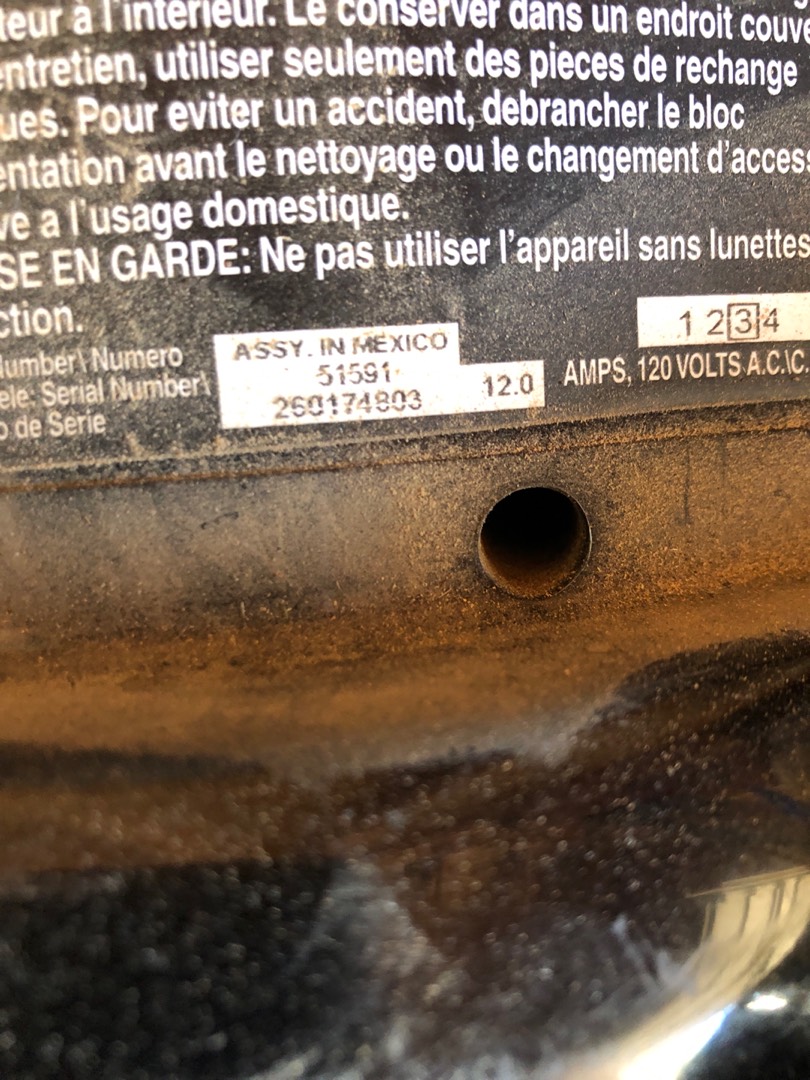 teur à l'intérieur. Le conserver dans un endroit couve
entretien, utiliser seulement des pieces de rechange
ues. Pour eviter un accident, debrancher le bloc
entation avant le nettoyage ou le changement d'access
ve a l'usage domestique.
SE EN GARDE: Ne pas utiliser l'appareil sans lunettes
ction.
1 2 3 4
Number\ Numero
ASSY. IN MEXICO
ele: Serial Number\
51591
12.0
AMPS, 120 VOLTS A.C.\C.
o de Série
260174803